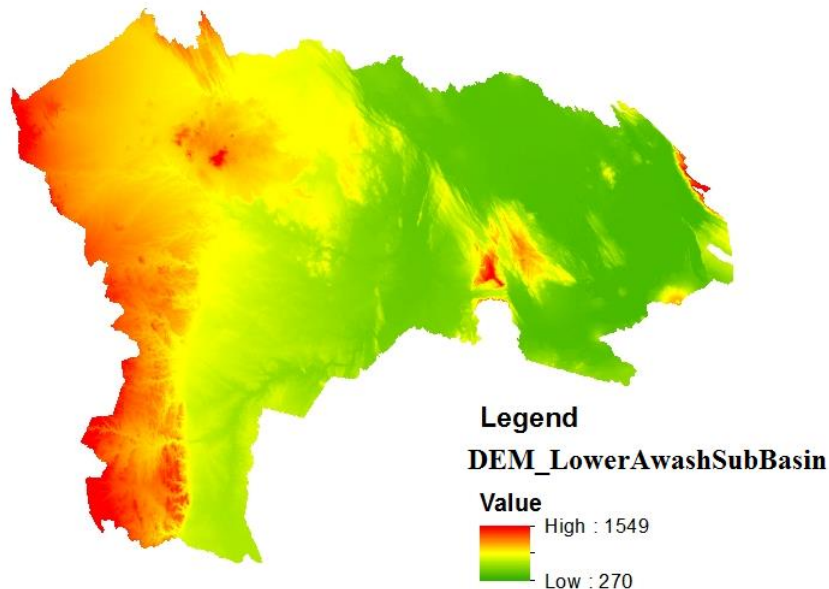 Legend
DEM_LowerAwashSubBasin
Value
High : 1549
Low : 270